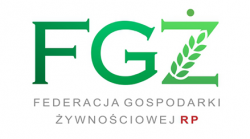 FGŻ
FEDERACJA GOSPODARKI
ŻYWNOŚCIOWEJ RP